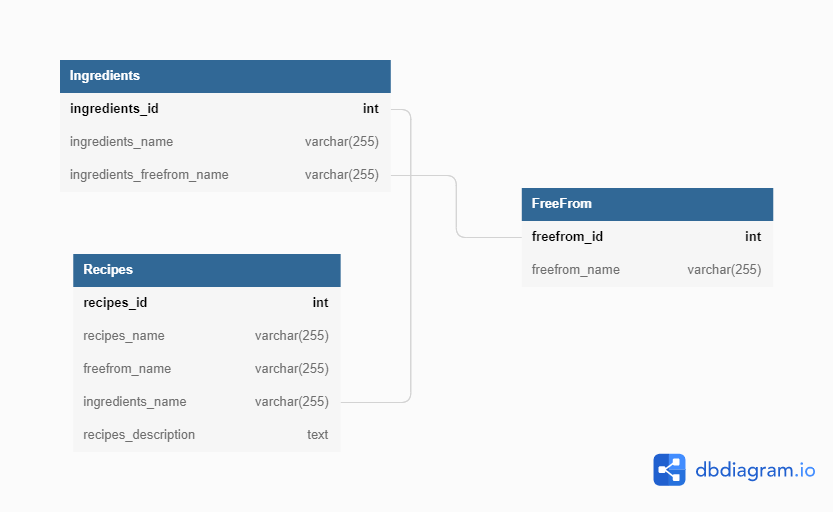 Ingredients
ingredients_id int
ingredients_name varchar(255)
ingredients_freefrom_name varchar(255)
FreeFrom
freefrom_id int
freefrom_name varchar(255)
Recipes
recipes_id int
recipes_name varchar(255)
freefrom_name varchar(255)
ingredients_name varchar(255)
recipes_description text
dbdiagram.io